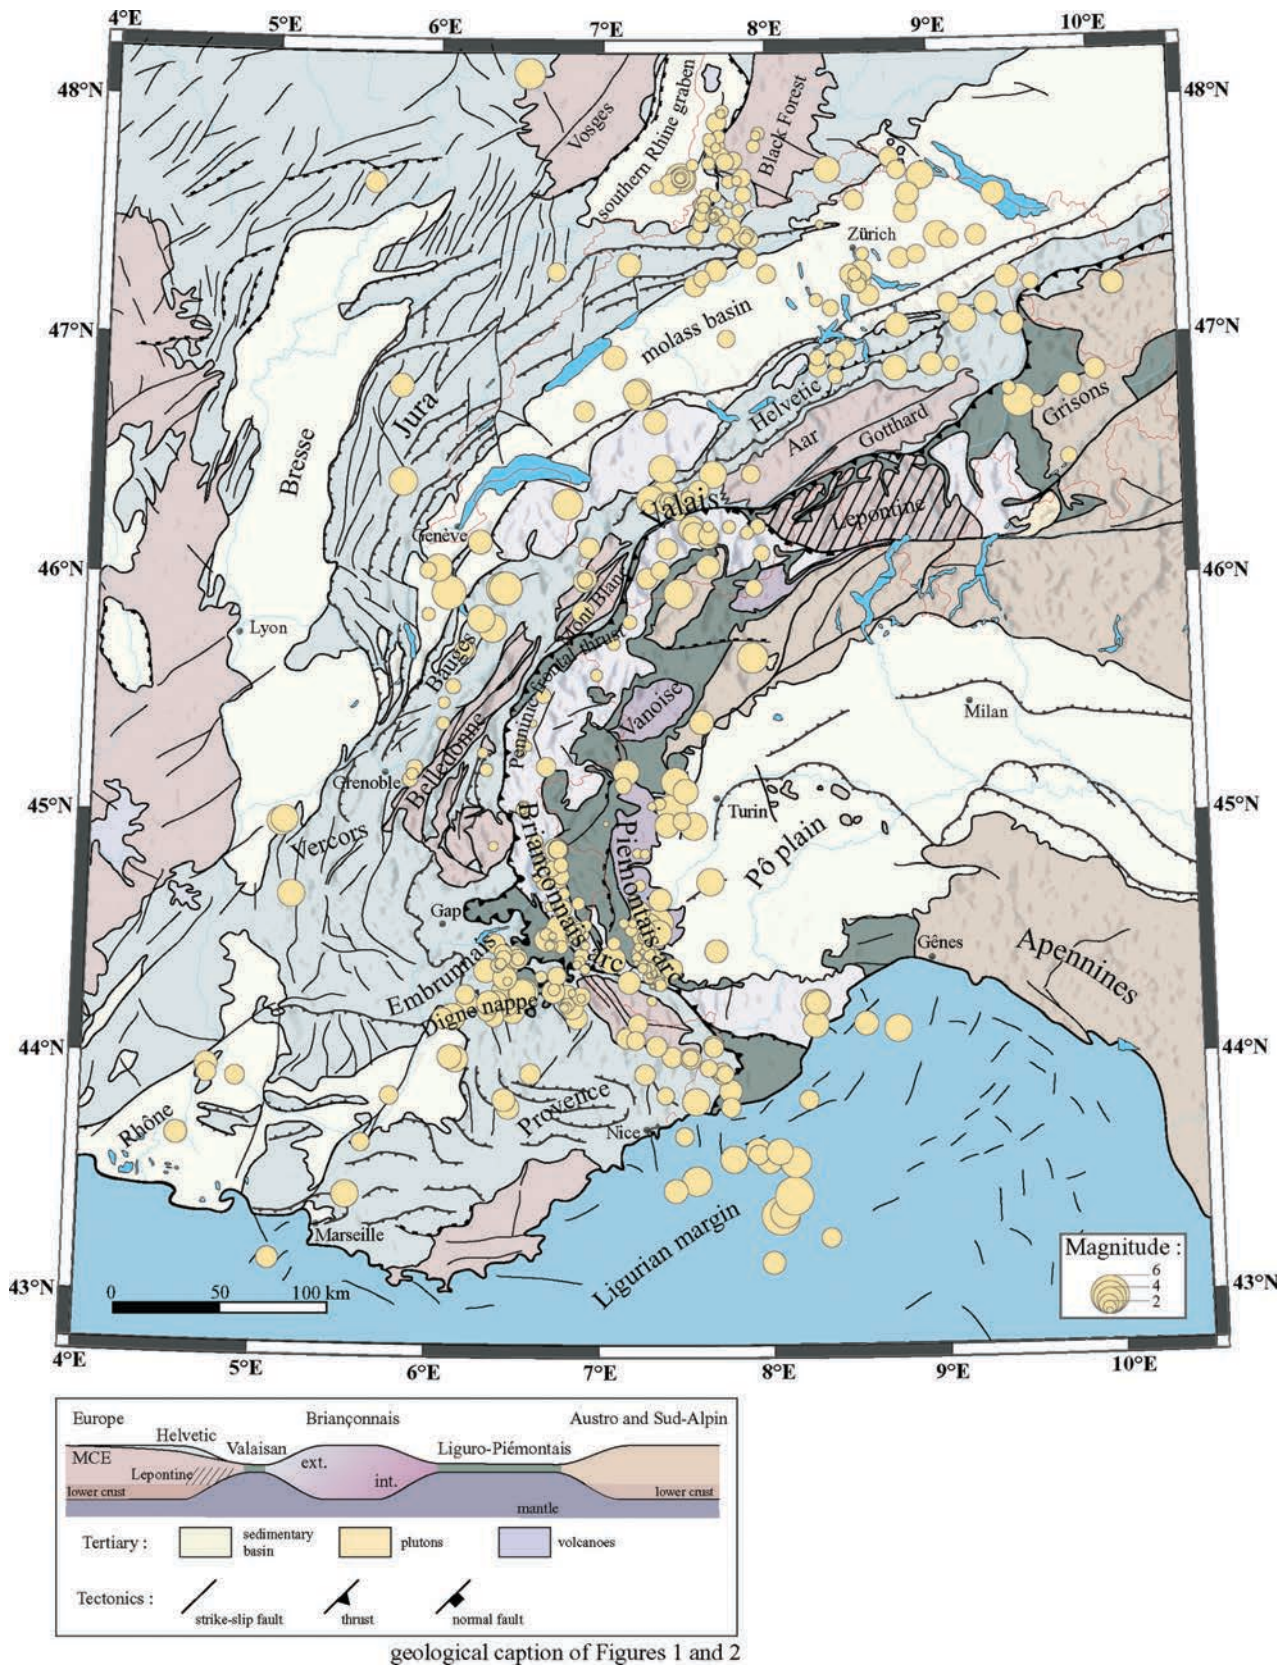 4°E
5°E
6°E
7°E
8°E
9°E
10°E
48°N
48°N
Vosges
southern Rhine graben
Black Forest
Zürich
47°N
47°N
molass basin
Jura
Helvetic
Aar
Gotthard
Grisons
Bresse
Valais
Lepontine
Genève
46°N
46°N
Mont Blanc
Lyon
Bauges
Penninic frontal thrust
Vanoise
Milan
Belledonne
Grenoble
45°N
45°N
Turin
Vercors
Briançonnais arc
Piemontais arc
Pô plain
Gap
Gênes
Apennines
Embrunnais
Digne nappe
44°N
44°N
Rhône
Provence
Nice
Marseille
Ligurian margin
Magnitude :
6
4
2
43°N
43°N
0 50 100 km
4°E
5°E
6°E
7°E
8°E
9°E
10°E
Europe
Briançonnais
Austro and Sud-Alpin
Helvetic
Valaisan
Liguro-Piémontais
MCE
ext.
Lepontine
int.
lower crust
lower crust
mantle
Tertiary :
sedimentary
basin
plutons
volcanoes
Tectonics :
strike-slip fault
thrust
normal fault
geological caption of Figures 1 and 2